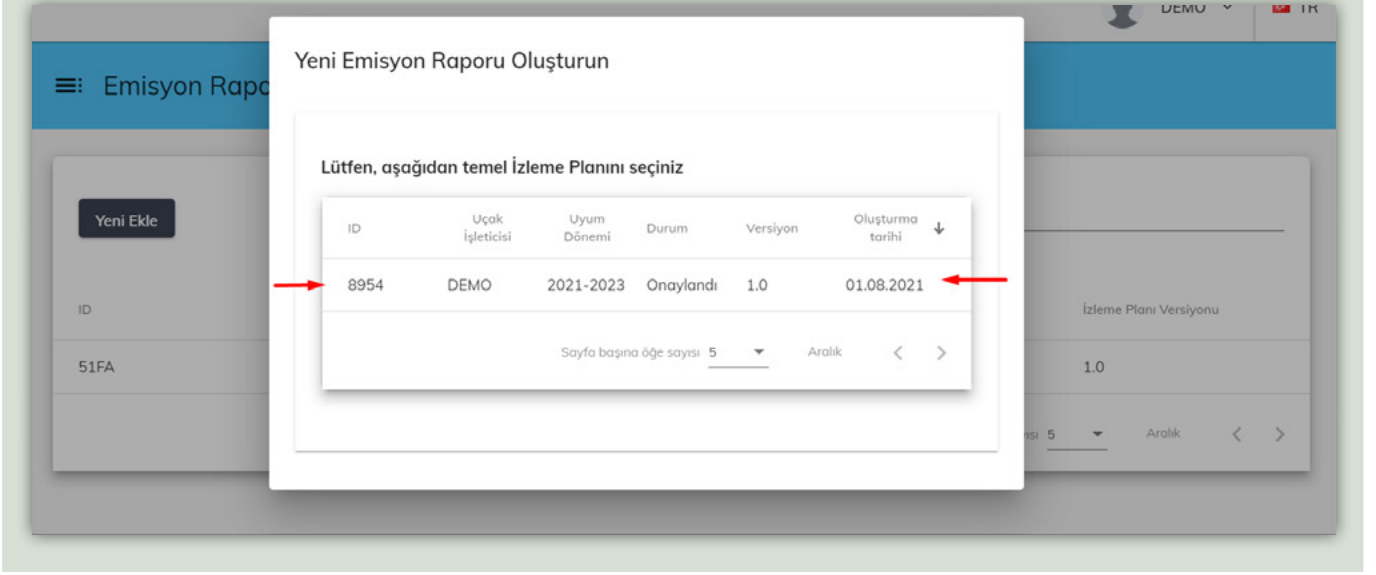 DEMO TR
Yeni Emisyon Raporu Oluşturun
Emisyon Rapo
Lütfen, aşağıdan temel İzleme Planını seçiniz
Yeni Ekle
ID Uçak İşleticisi Uyum Dönemi Durum Versiyon Oluşturma tarihi
8954 DEMO 2021-2023 Onaylandı 1.0 01.08.2021
ID İzleme Planı Versiyonu
Sayfa başına öğe sayısı 5 Aralık
51FA 1.0
5 Aralık